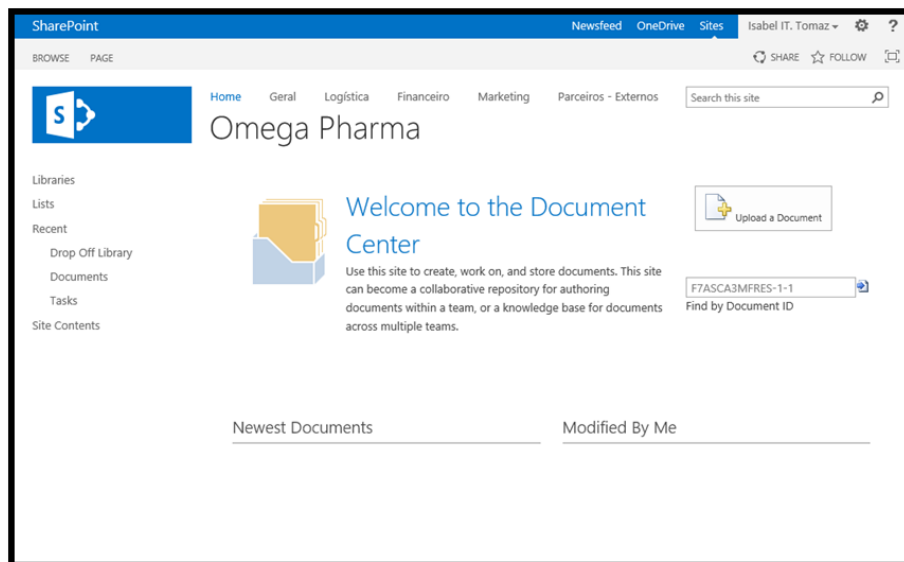 SharePoint
Newsfeed OneDrive Sites Isabel IT. Tomaz ?
BROWSE PAGE
SHARE FOLLOW
S
Home Geral Logística Financeiro Marketing Parceiros - Externos
Search this site
Omega Pharma
Libraries
Lists
Recent
Drop Off Library
Documents
Tasks
Site Contents
Welcome to the Document
Center
Use this site to create, work on, and store documents. This site
can become a collaborative repository for authoring
documents within a team, or a knowledge base for documents
across multiple teams.
Upload a Document
F7ASCA3MFRES-1-1
Find by Document ID
Newest Documents
Modified By Me